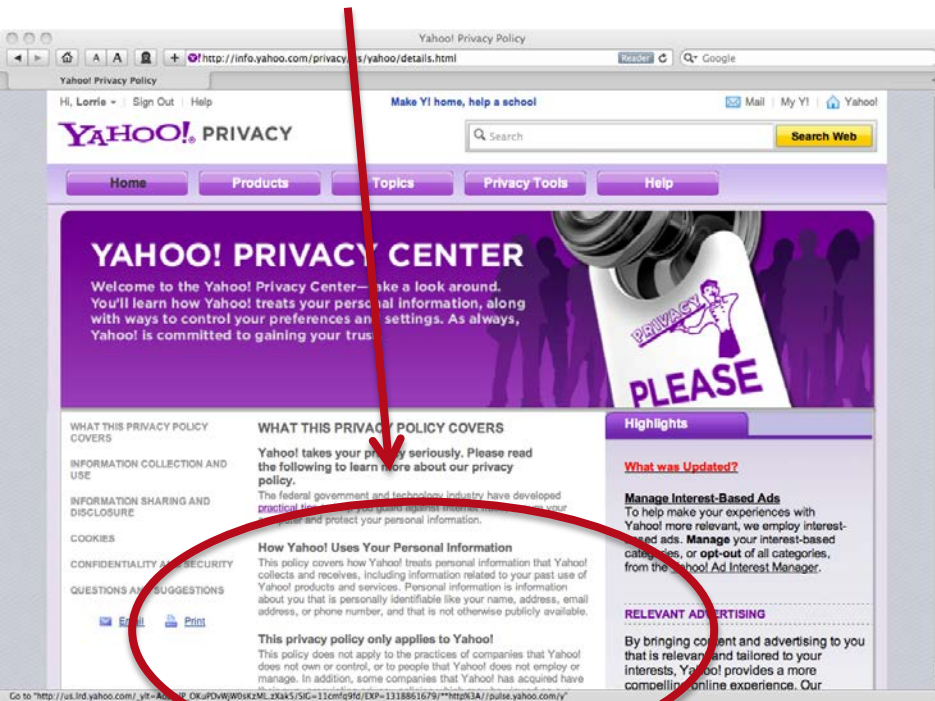 Yahoo! Privacy Policy
A A + http://info.yahoo.com/privacy/ /yahoo/details.html Reader Google
Yahoo! Privacy Policy
Hi, Lorrie Sign Out Help Make Y! home, help a school Mail My Y! Yahoo!
YAHOO! PRIVACY Search Search Web
Home Products Topics Privacy Tools Help
YAHOO! PRIVACY CENTER
Welcome to the Yahoo! Privacy Center—take a look around.
You'll learn how Yahoo! treats your personal information, along
with ways to control your preferences and settings. As always,
Yahoo! is committed to gaining your trust.
PRIVACY
PLEASE
WHAT THIS PRIVACY POLICY
COVERS
INFORMATION COLLECTION AND
USE
INFORMATION SHARING AND
DISCLOSURE
COOKIES
CONFIDENTIALITY AND SECURITY
QUESTIONS AND SUGGESTIONS
Email Print
WHAT THIS PRIVACY POLICY COVERS
Yahoo! takes your privacy seriously. Please read
the following to learn more about our privacy
policy.
The federal government and technology industry have developed
practical tips you guard against Internet your
computer and protect your personal information.
How Yahoo! Uses Your Personal Information
This policy covers how Yahoo! treats personal information that Yahoo!
collects and receives, including information related to your past use of
Yahoo! products and services. Personal information is information
about you that is personally identifiable like your name, address, email
address, or phone number, and that is not otherwise publicly available.
This privacy policy only applies to Yahoo!
This policy does not apply to the practices of companies that Yahoo!
does not own or control, or to people that Yahoo! does not employ or
manage. In addition, some companies that Yahoo! has acquired have
Highlights
What was Updated?
Manage Interest-Based Ads
To help make your experiences with
Yahoo! more relevant, we employ interest-
based ads. Manage your interest-based
categories, or opt-out of all categories,
from the Yahoo! Ad Interest Manager.
RELEVANT ADVERTISING
By bringing content and advertising to you
that is relevant and tailored to your
interests, Yahoo! provides a more
compelling online experience. Our
Go to